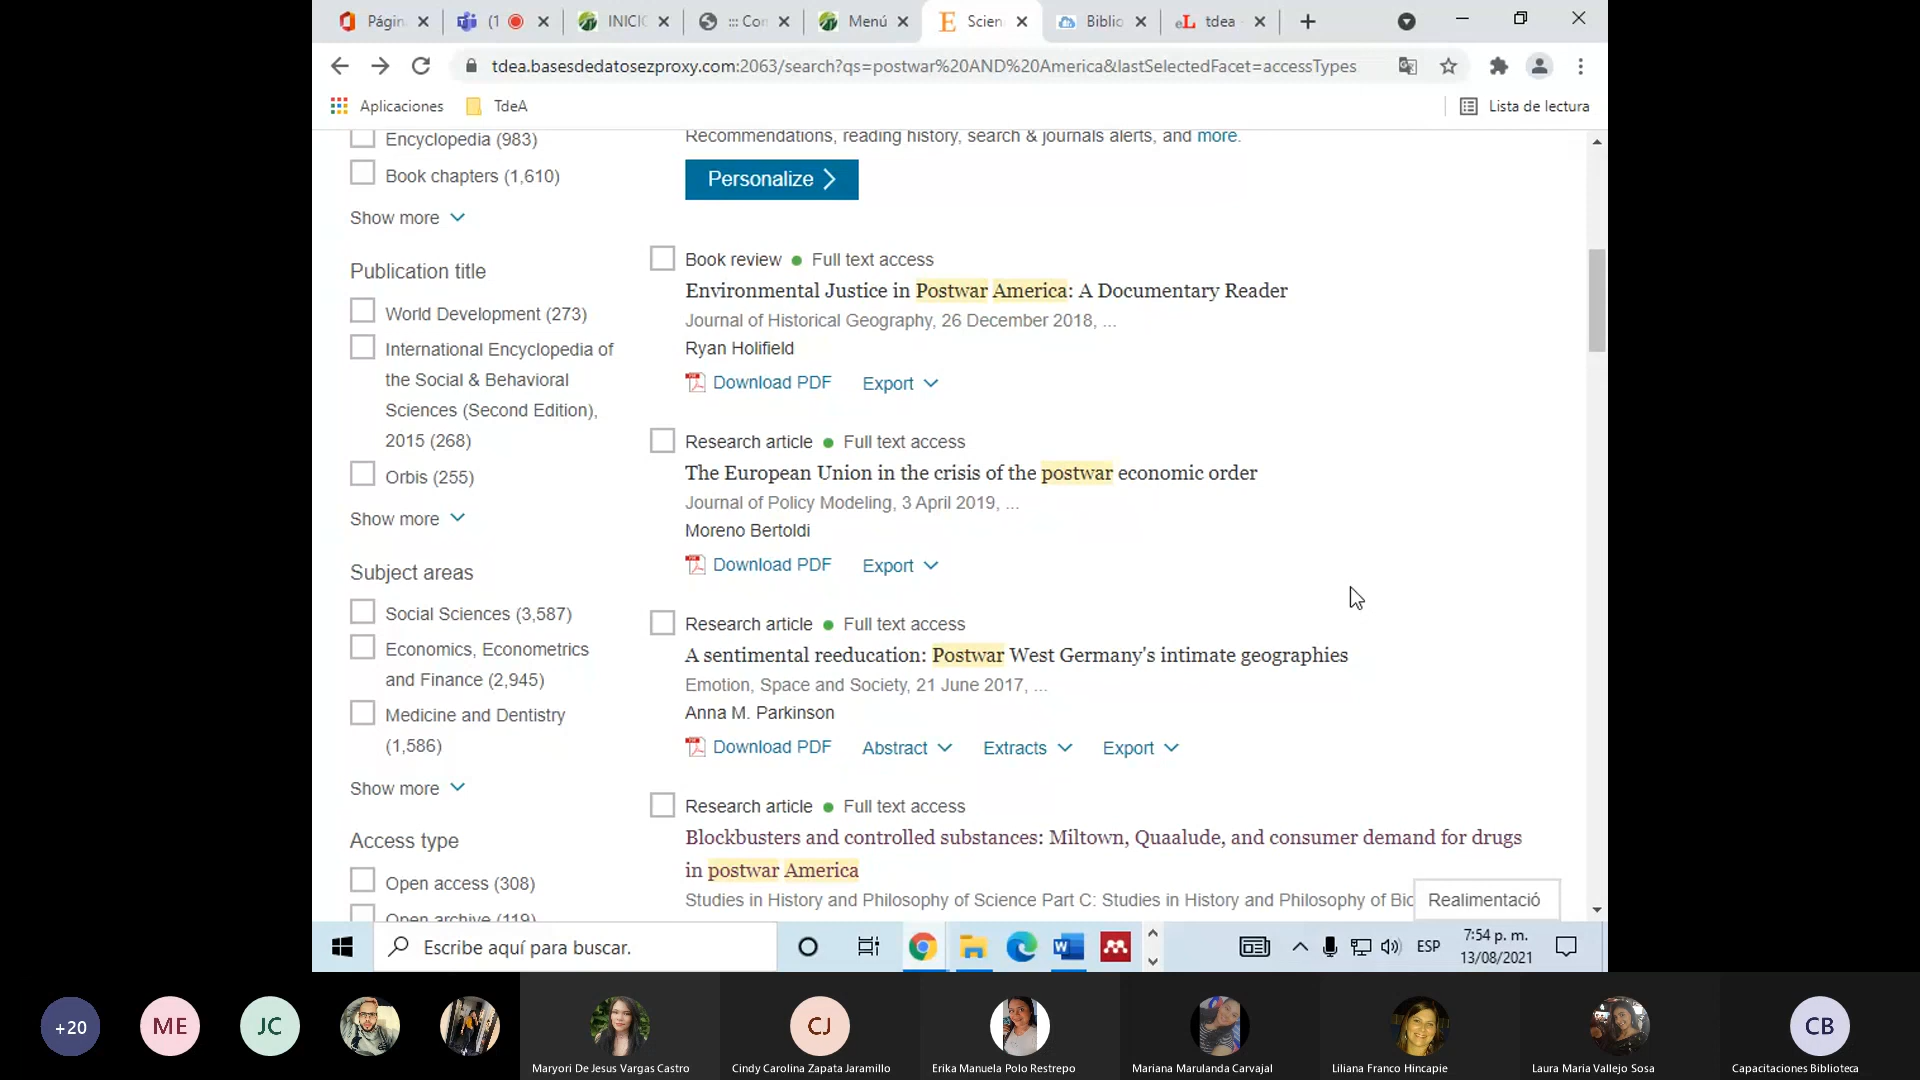 Págin
(1
INICI
::: Con
Menú
Scien
Biblio
tdea
tdea.basesdedatosezproxy.com:2063/search?qs=postwar%20AND%20America&lastSelectedFacet=accessTypes
Aplicaciones
TdeA
Lista de lectura
Encyclopedia (983)
Book chapters (1,610)
Show more
Publication title
World Development (273)
International Encyclopedia of
the Social & Behavioral
Sciences (Second Edition),
2015 (268)
Orbis (255)
Show more
Subject areas
Social Sciences (3,587)
Economics, Econometrics
and Finance (2,945)
Medicine and Dentistry
(1,586)
Show more
Access type
Open access (308)
Open archive (119)
Recommendations, reading history, search & journals alerts, and more.
Personalize
Book review Full text access
Environmental Justice in Postwar America: A Documentary Reader
Journal of Historical Geography, 26 December 2018, ...
Ryan Holifield
Download PDF Export
Research article Full text access
The European Union in the crisis of the postwar economic order
Journal of Policy Modeling, 3 April 2019, ...
Moreno Bertoldi
Download PDF Export
Research article Full text access
A sentimental reeducation: Postwar West Germany's intimate geographies
Emotion, Space and Society, 21 June 2017, ...
Anna M. Parkinson
Download PDF Abstract Extracts Export
Research article Full text access
Blockbusters and controlled substances: Miltown, Quaalude, and consumer demand for drugs
in postwar America
Studies in History and Philosophy of Science Part C: Studies in History and Philosophy of Bio
Realimentació
Escribe aquí para buscar.
ESP
7:54 p. m.
13/08/2021
+20
ME
JC
CJ
CB
Maryori De Jesus Vargas Castro
Cindy Carolina Zapata Jaramillo
Erika Manuela Polo Restrepo
Mariana Marulanda Carvajal
Liliana Franco Hincapie
Laura Maria Vallejo Sosa
Capacitaciones Biblioteca